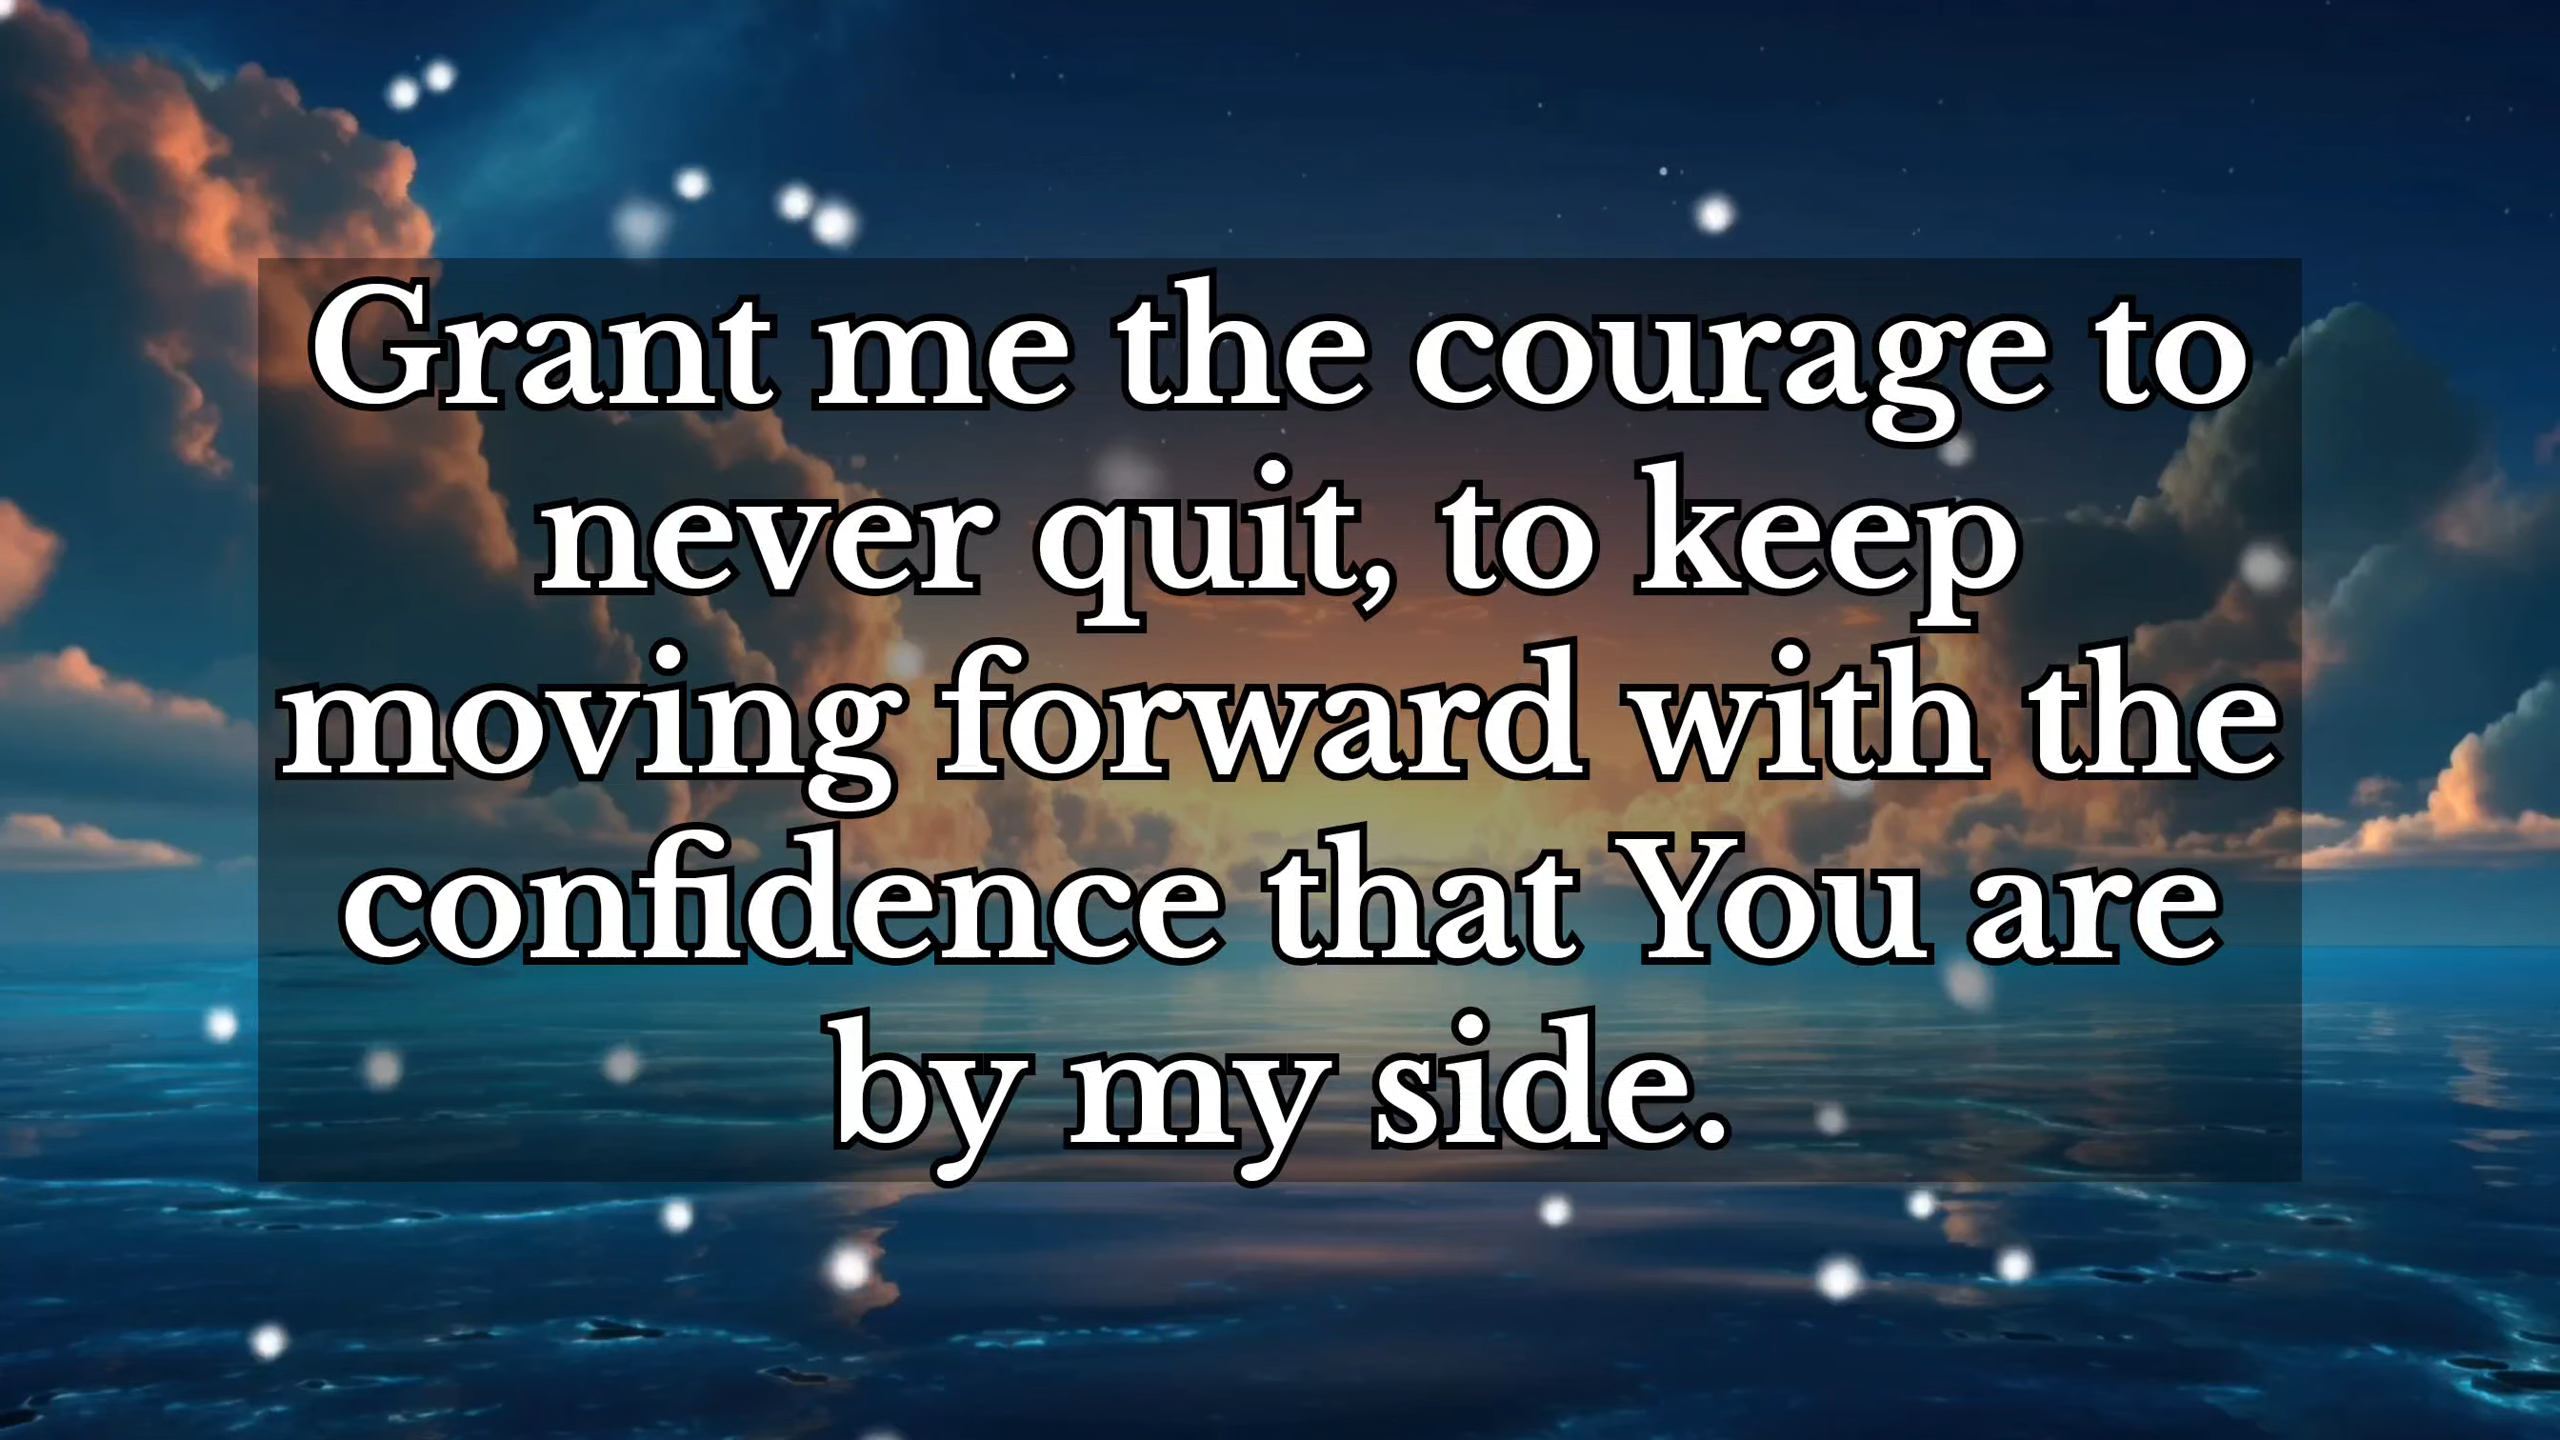 Grant me the courage to
never quit, to keep
moving forward with the
confidence that You are
by my side.